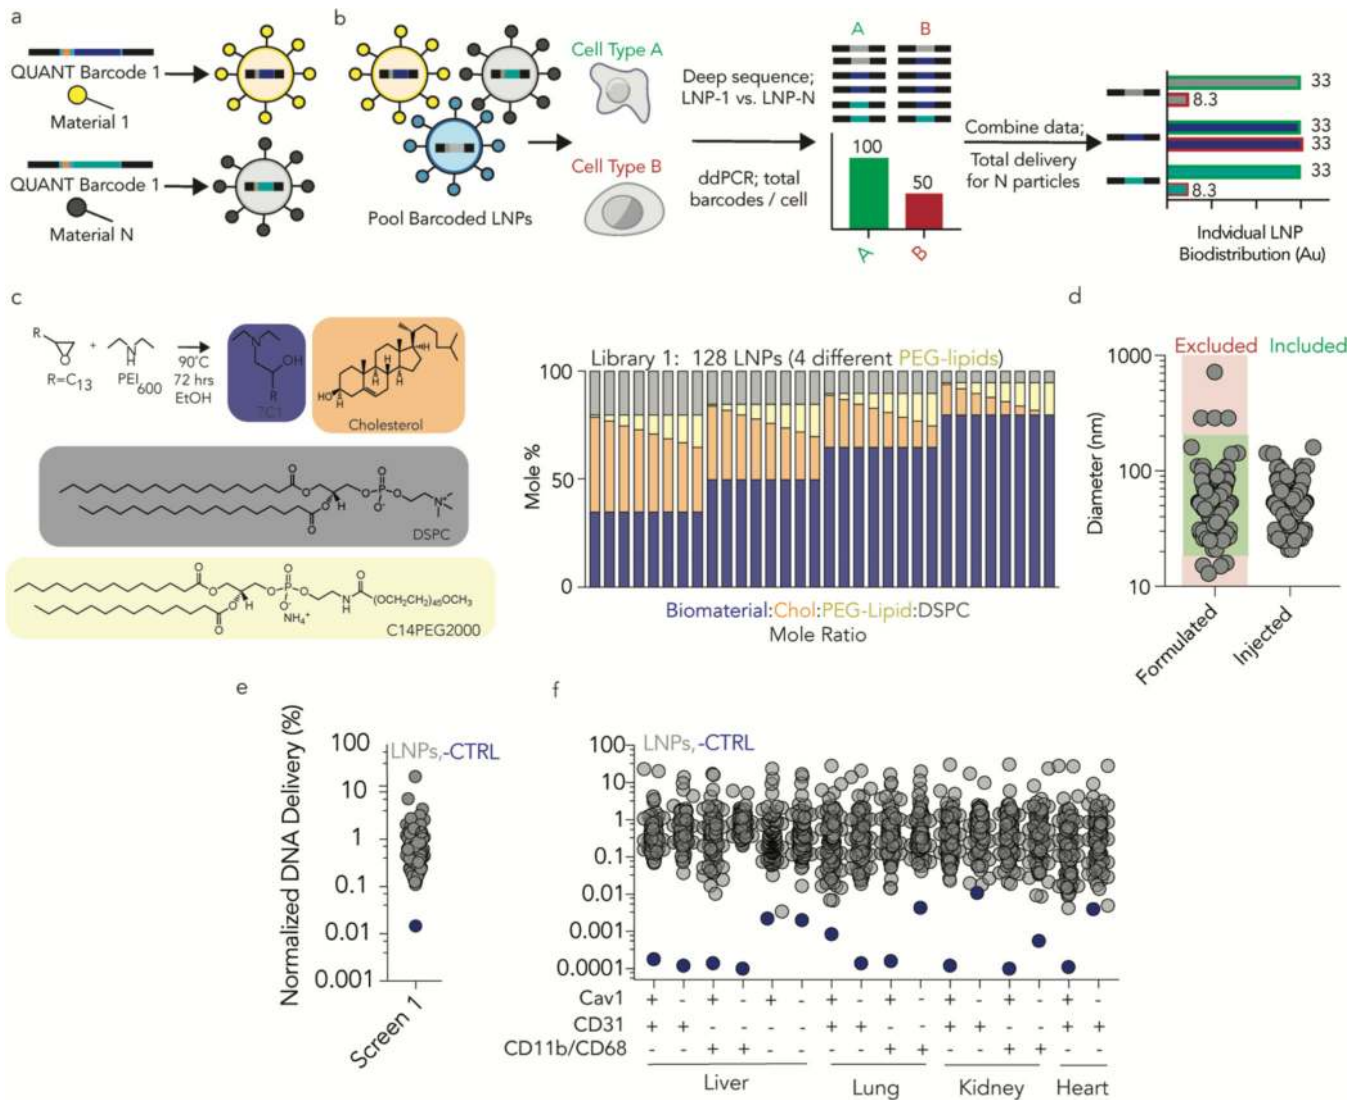 a
QUANT Barcode 1
Material 1
QUANT Barcode 1
Material N
b
Pool Barcoded LNPs
Cell Type A
Cell Type B
Deep sequence;
LNP-1 vs. LNP-N
ddPCR; total
barcodes / cell
A B
100
50
A B
Combine data;
Total delivery
for N particles
33
8.3
33
33
33
8.3
Indvidual LNP
Biodistribution (Au)
c
R
O
+
N
H
R=C13
PEI600
90°C
72 hrs
EtOH
N
OH
R
7C1
H
H
H
H
HO
H
Cholesterol
O
O
O
O
H
O
P
O
O-
N+
DSPC
O
O
O
O
H
O
P
O
O-
NH4+
N
H
O
(OCH2CH2)45OCH3
C14PEG2000
Library 1: 128 LNPs (4 different PEG-lipids)
100
50
0
Mole %
Biomaterial:Chol:PEG-Lipid:DSPC
Mole Ratio
d
Excluded Included
1000
100
10
Diameter (nm)
Formulated
Injected
e
Normalized DNA Delivery (%)
LNPs,-CTRL
100
10
1
0.1
0.01
0.001
Screen 1
f
LNPs,-CTRL
100
10
1
0.1
0.01
0.001
0.0001
Cav1 + - + - + - + - + - + - + - + -
CD31 + + - - - - + + - - + + - - + +
CD11b/CD68 - - + + - - - - + + - - + + - -
Liver Lung Kidney Heart